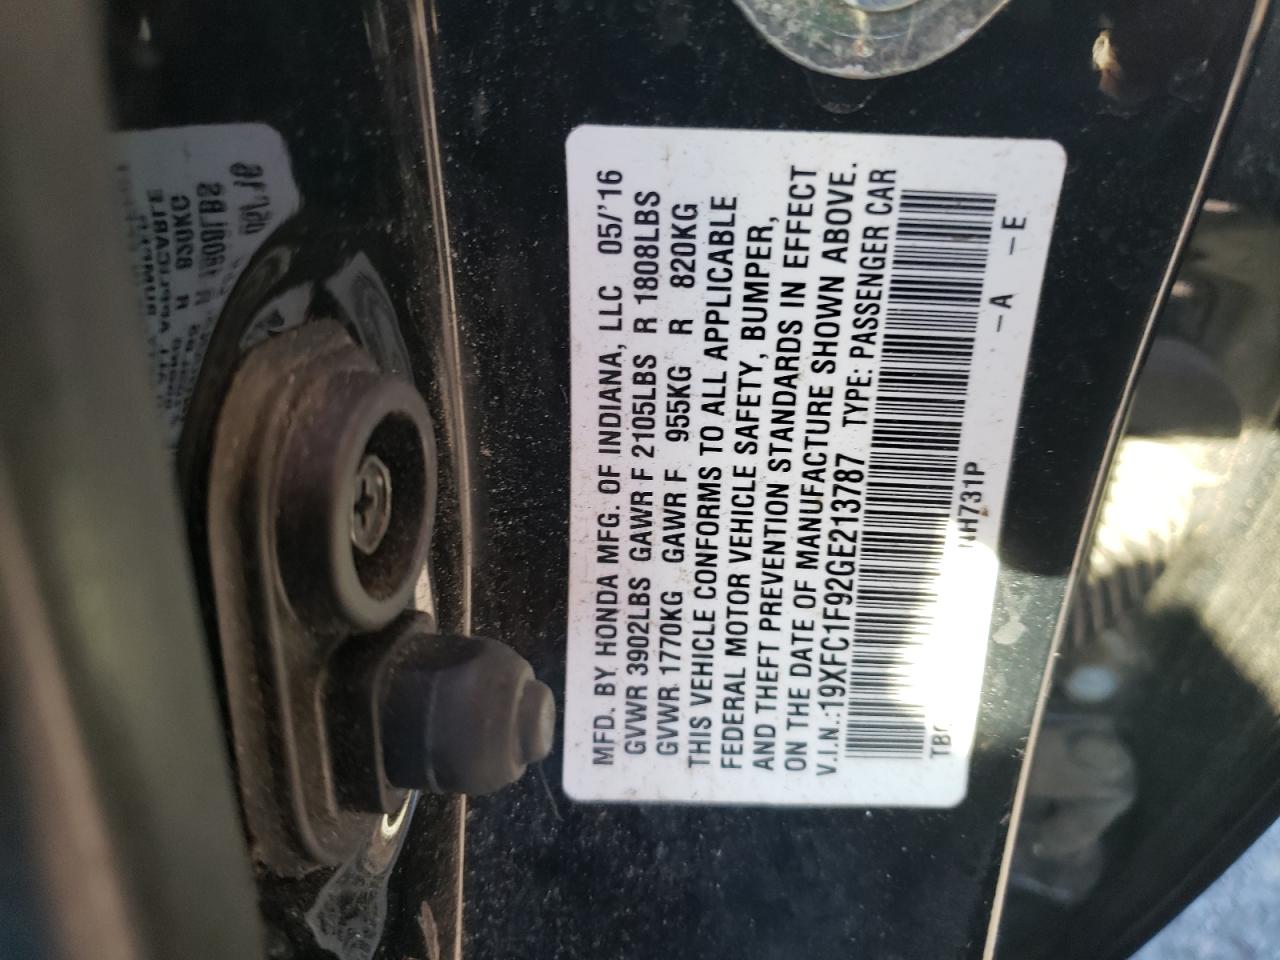 MFD. BY HONDA MFG. OF INDIANA, LLC 05/'16
GVWR 3902LBS GAWR F 2105LBS R 1808LBS
GVWR 1770KG GAWR F 955KG R 820KG
THIS VEHICLE CONFORMS TO ALL APPLICABLE
FEDERAL MOTOR VEHICLE SAFETY, BUMPER,
AND THEFT PREVENTION STANDARDS IN EFFECT
ON THE DATE OF MANUFACTURE SHOWN ABOVE.
V.I.N.:19XFC1F92GE213787 TYPE: PASSENGER CAR
H731P -A -E